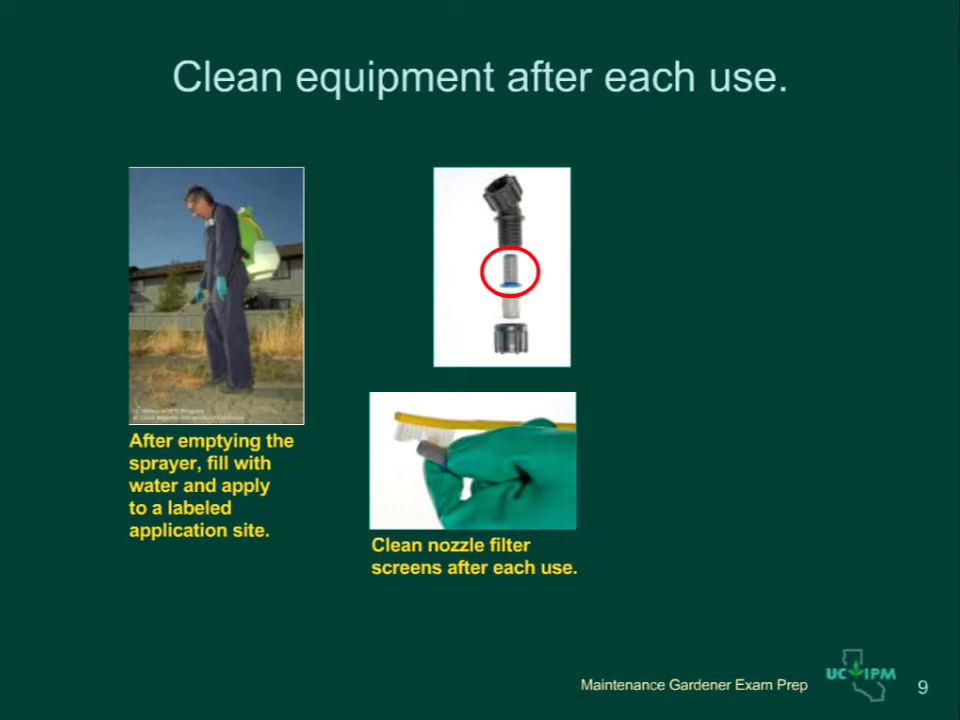 Clean equipment after each use.
After emptying the
sprayer, fill with
water and apply
to a labeled
application site.
Clean nozzle filter
screens after each use.
Maintenance Gardener Exam Prep
UC IPM
9